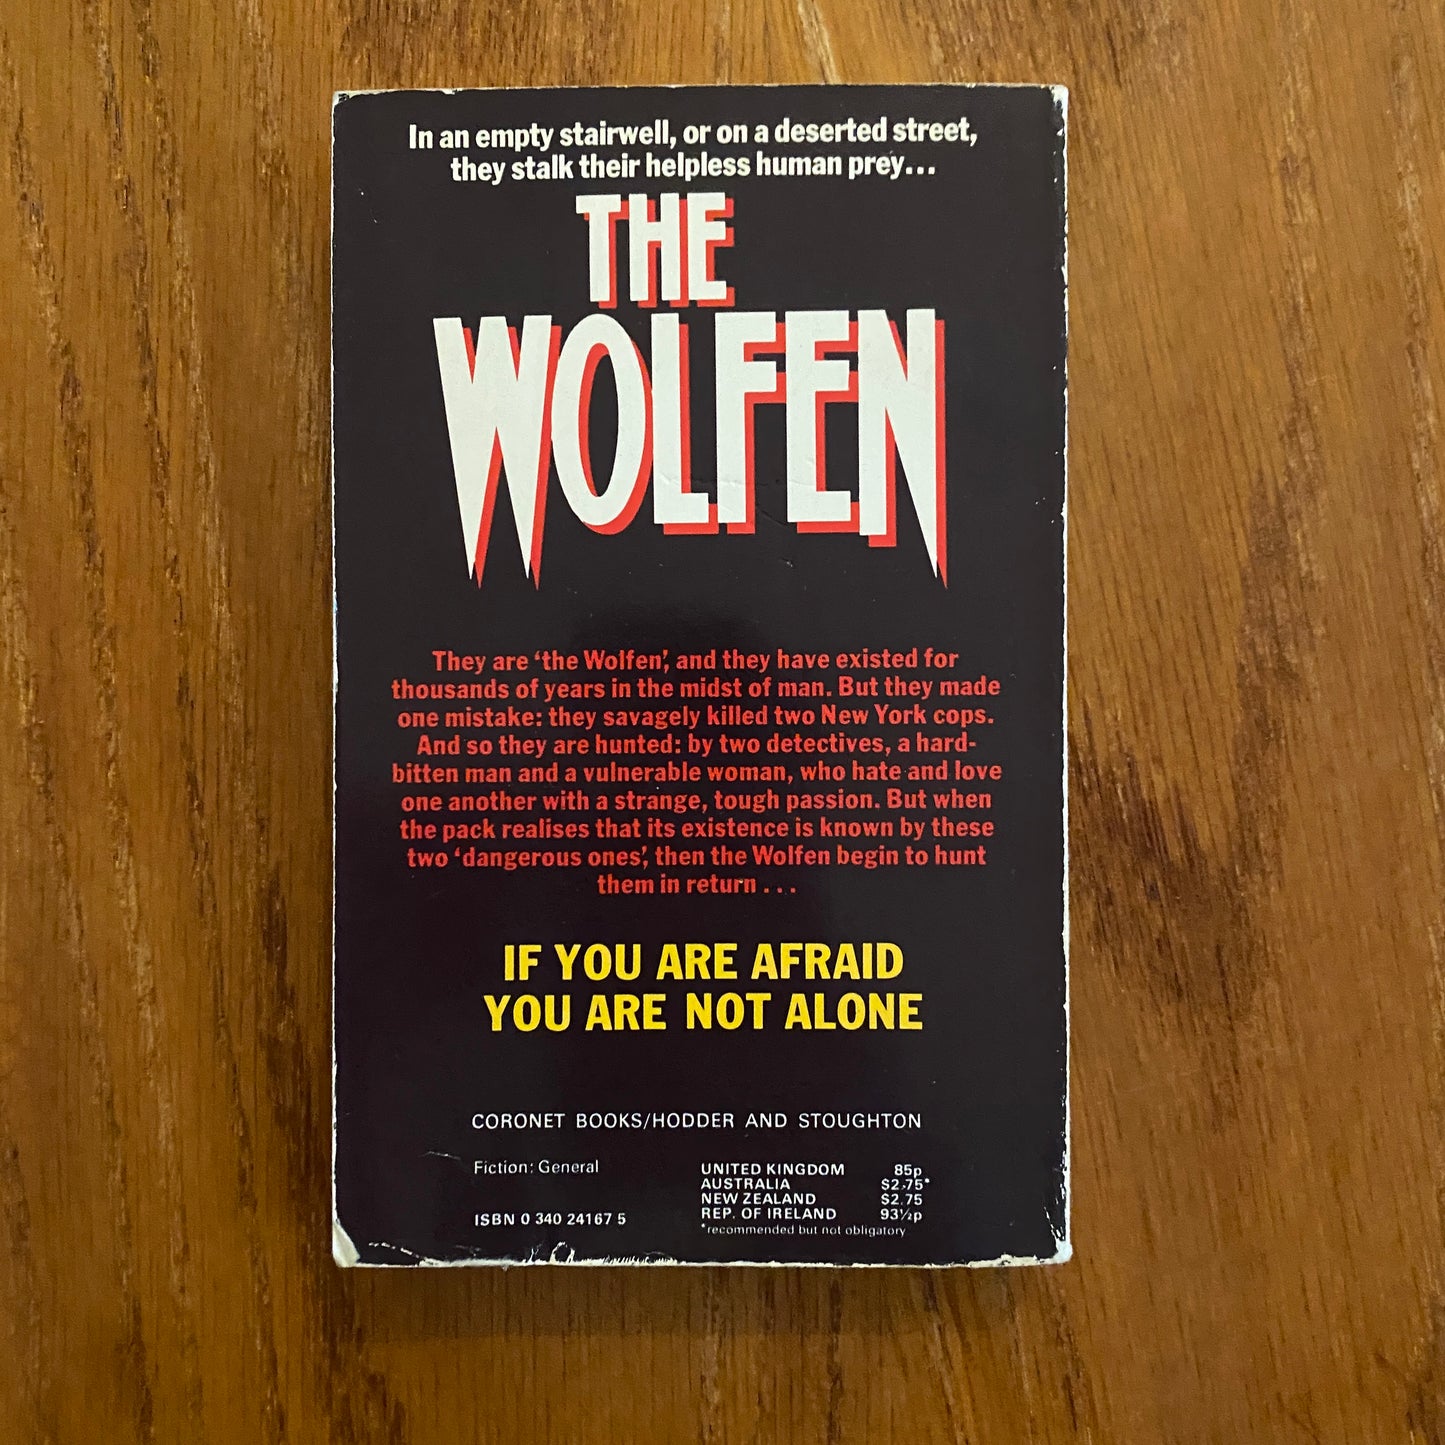 In an empty stairwell, or on a deserted street,
they stalk their helpless human prey...
THE
WOLFEN
They are ‘the Wolfen’, and they have existed for
thousands of years in the midst of man. But they made
one mistake: they savagely killed two New York cops.
And so they are hunted: by two detectives, a hard-
bitten man and a vulnerable woman, who hate and love
one another with a strange, tough passion. But when
the pack realises that its existence is known by these
two ‘dangerous ones’, then the Wolfen begin to hunt
them in return . . .
IF YOU ARE AFRAID
YOU ARE NOT ALONE
CORONET BOOKS/HODDER AND STOUGHTON
Fiction: General
ISBN 0 340 24167 5
UNITED KINGDOM 85p
AUSTRALIA $2.75*
NEW ZEALAND $2.75
REP. OF IRELAND 93½p
*recommended but not obligatory